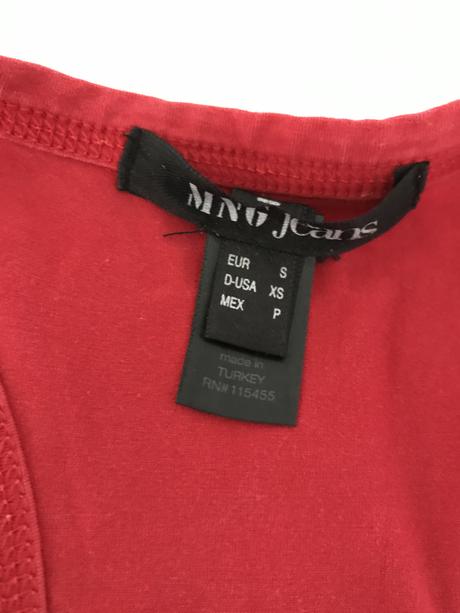 MNG jeans
EUR S
D-USA XS
MEX P
made in
TURKEY
RN# 115455